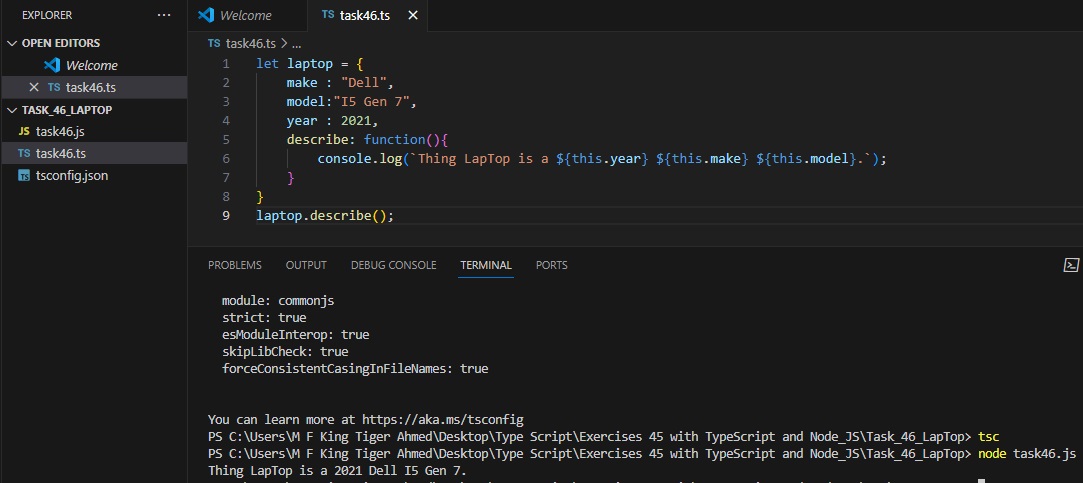 EXPLORER ...
Welcome
TS task46.ts
OPEN EDITORS
Welcome
TS task46.ts
TASK_46_LAPTOP
JS task46.js
TS task46.ts
TS tsconfig.json
TS task46.ts > ...
1 let laptop = {
2 make : "Dell",
3 model:"I5 Gen 7",
4 year : 2021,
5 describe: function(){
6 console.log(`Thing LapTop is a ${this.year} ${this.make} ${this.model}.`);
7 }
8 }
9 laptop.describe();
PROBLEMS OUTPUT DEBUG CONSOLE TERMINAL PORTS
module: commonjs
strict: true
esModuleInterop: true
skipLibCheck: true
forceConsistentCasingInFileNames: true
You can learn more at https://aka.ms/tsconfig
PS C:\Users\M F King Tiger Ahmed\Desktop\Type Script\Exercises 45 with TypeScript and Node_JS\Task_46_LapTop> tsc
PS C:\Users\M F King Tiger Ahmed\Desktop\Type Script\Exercises 45 with TypeScript and Node_JS\Task_46_LapTop> node task46.js
Thing LapTop is a 2021 Dell I5 Gen 7.